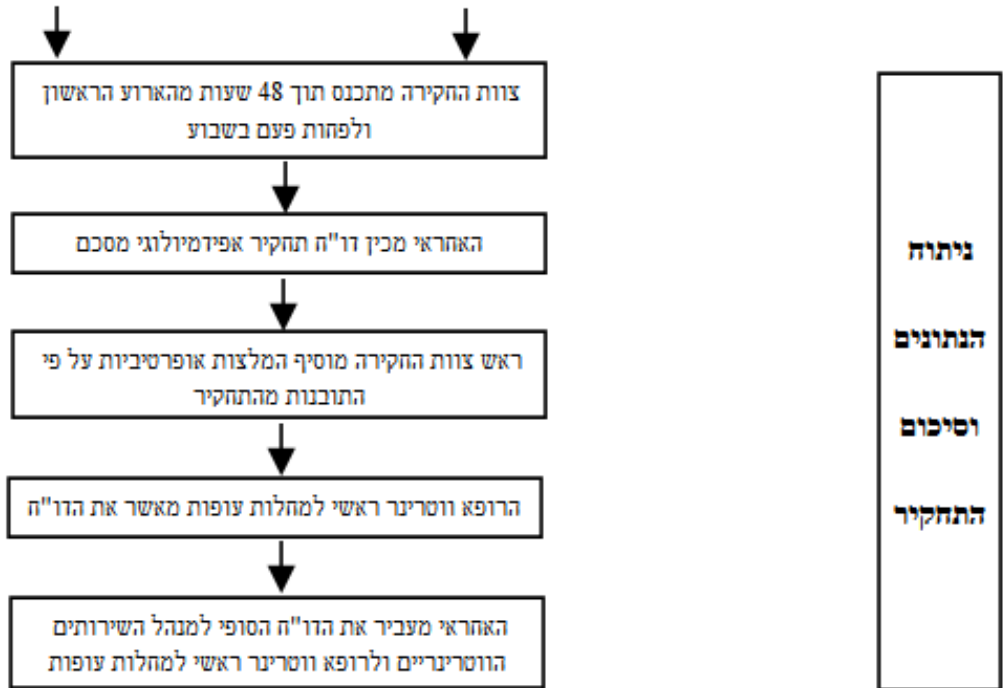 צוות החקירה מתכנס תוך 48 שעות מהארוע הראשון
ולפחות פעם בשבוע
האחראי מכין דו"ח תחקיר אפידמיולוגי מסכם
ראש צוות החקירה מוסיף המלצות אופרטיביות על פי
התובנות מהתחקיר
הרופא ווטרינר ראשי למחלות עופות מאשר את הדו"ח
האחראי מעביר את הדו"ח הסופי למנהל השירותים
הווטרינריים ולרופא ווטרינר ראשי למחלות עופות
ניתוח
הנתונים
וסיכום
התחקיר